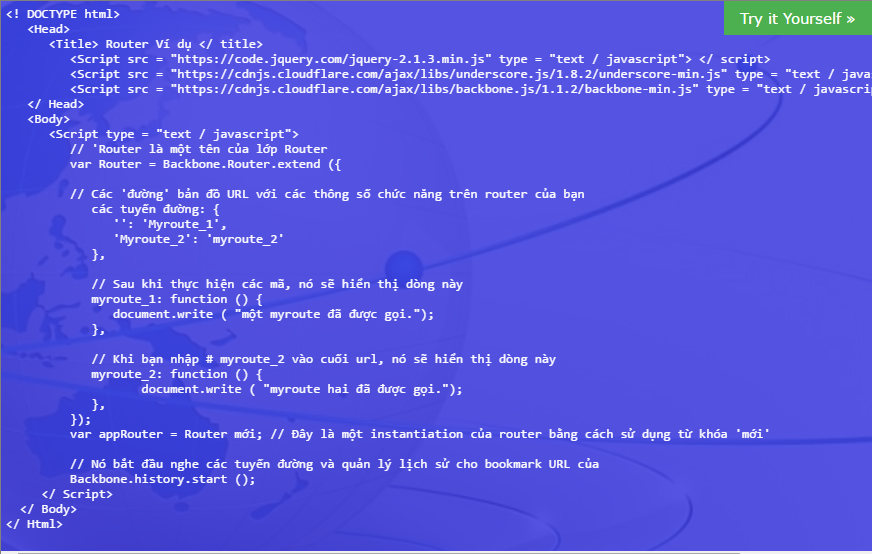 Try it Yourself »
<! DOCTYPE html>
<Head>
<Title> Router Ví dụ </ title>
<Script src = "https://code.jquery.com/jquery-2.1.3.min.js" type = "text / javascript"> </ script>
<Script src = "https://cdnjs.cloudflare.com/ajax/libs/underscore.js/1.8.2/underscore-min.js" type = "text / java
<Script src = "https://cdnjs.cloudflare.com/ajax/libs/backbone.js/1.1.2/backbone-min.js" type = "text / javascri
</ Head>
<Body>
<Script type = "text / javascript">
// 'Router là một tên của lớp Router
var Router = Backbone.Router.extend ({
// Các 'đường' bản đồ URL với các thông số chức năng trên router của bạn
các tuyến đường: {
'': 'Myroute_1',
'Myroute_2': 'myroute_2'
},
// Sau khi thực hiện các mã, nó sẽ hiển thị dòng này
myroute_1: function () {
document.write ( "một myroute đã được gọi.");
},
// Khi bạn nhập # myroute_2 vào cuối url, nó sẽ hiển thị dòng này
myroute_2: function () {
document.write ( "myroute hai đã được gọi.");
},
});
var appRouter = Router mới; // Đây là một instantiation của router bằng cách sử dụng từ khóa 'mới'
// Nó bắt đầu nghe các tuyến đường và quản lý lịch sử cho bookmark URL của
Backbone.history.start ();
</ Script>
</ Body>
</ Html>